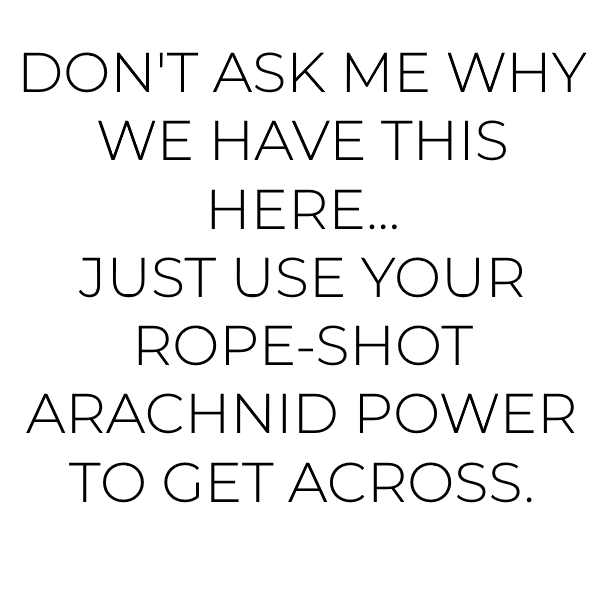 DON'T ASK ME WHY
WE HAVE THIS
HERE...
JUST USE YOUR
ROPE-SHOT
ARACHNID POWER
TO GET ACROSS.